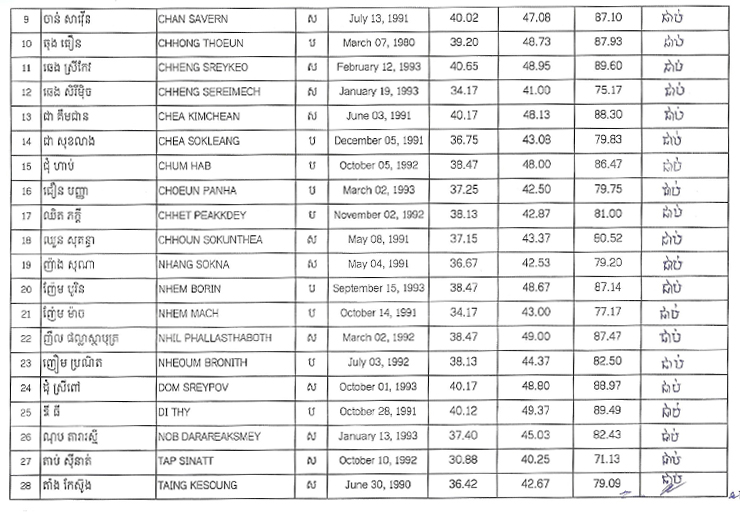 9 ចាន់ សាវ៉ើន CHAN SAVERN ស July 13, 1991 40.02 47.08 87.10 ជាប់
10 ឆុង ធឿន CHHONG THOEUN ប March 07, 1980 39.20 48.73 87.93 ជាប់
11 ឆេង ស្រីកែវ CHHENG SREYKEO ស February 12, 1993 40.65 48.95 89.60 ជាប់
12 ឆេង សិរីម៉ិច CHHENG SEREIMECH ស January 19, 1993 34.17 41.00 75.17 ជាប់
13 ជា គឹមជាន CHEA KIMCHEAN ស June 03, 1991 40.17 48.13 88.30 ជាប់
14 ជា សុខលាង CHEA SOKLEANG ប December 05, 1991 36.75 43.08 79.83 ជាប់
15 ជុំ ហាប់ CHUM HAB ប October 05, 1992 38.47 48.00 86.47 ជាប់
16 ជឿន បញ្ញា CHOEUN PANHA ប March 02, 1993 37.25 42.50 79.75 ជាប់
17 ឈិត ភក្ដី CHHET PEAKKDEY ប November 02, 1992 38.13 42.87 81.00 ជាប់
18 ឈួន សុគន្ធា CHHOUN SOKUNTHEA ស May 08, 1991 37.15 43.37 80.52 ជាប់
19 ញ៉ាង សុណា NHANG SOKNA ស May 04, 1991 36.67 42.53 79.20 ជាប់
20 ញ៉ែម បូរិន NHEM BORIN ប September 15, 1993 38.47 48.67 87.14 ជាប់
21 ញ៉ែម ម៉ាច NHEM MACH ប October 14, 1991 34.17 43.00 77.17 ជាប់
22 ញឹល ផល្លាស្ថាបុត្រ NHIL PHALLASTHABOTH ស March 02, 1992 38.47 49.00 87.47 ជាប់
23 ញឿម ប្រណិត NHEOUM BRONITH ប July 03, 1992 38.13 44.37 82.50 ជាប់
24 ដុំ ស្រីពៅ DOM SREYPOV ស October 01, 1993 40.17 48.80 88.97 ជាប់
25 ឌី ធី DI THY ប October 28, 1991 40.12 49.37 89.49 ជាប់
26 ណុប តារារស្មី NOB DARAREAKSMEY ស January 13, 1993 37.40 45.03 82.43 ជាប់
27 តាប់ ស៊ីនាត់ TAP SINATT ស October 10, 1992 30.88 40.25 71.13 ជាប់
28 តាំង កែស៊ូង TAING KESOUNG ស June 30, 1990 36.42 42.67 79.09 ជាប់